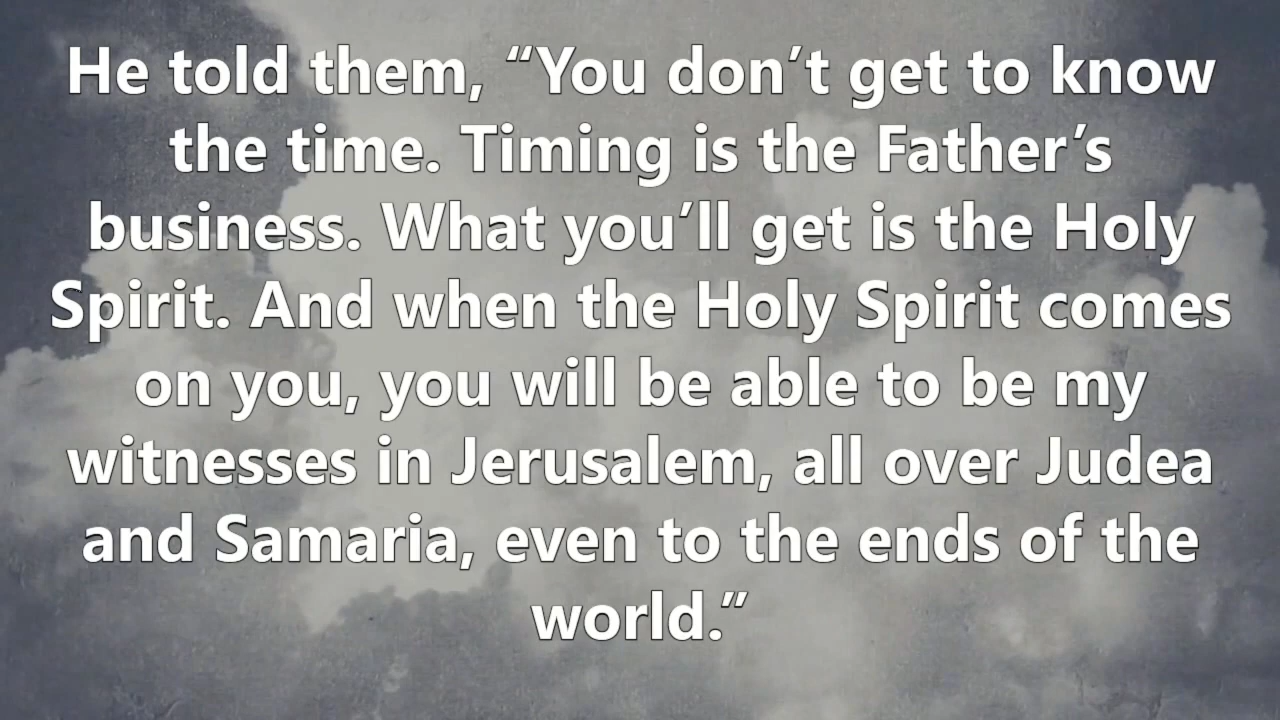 He told them, “You don’t get to know
the time. Timing is the Father’s
business. What you’ll get is the Holy
Spirit. And when the Holy Spirit comes
on you, you will be able to be my
witnesses in Jerusalem, all over Judea
and Samaria, even to the ends of the
world.”